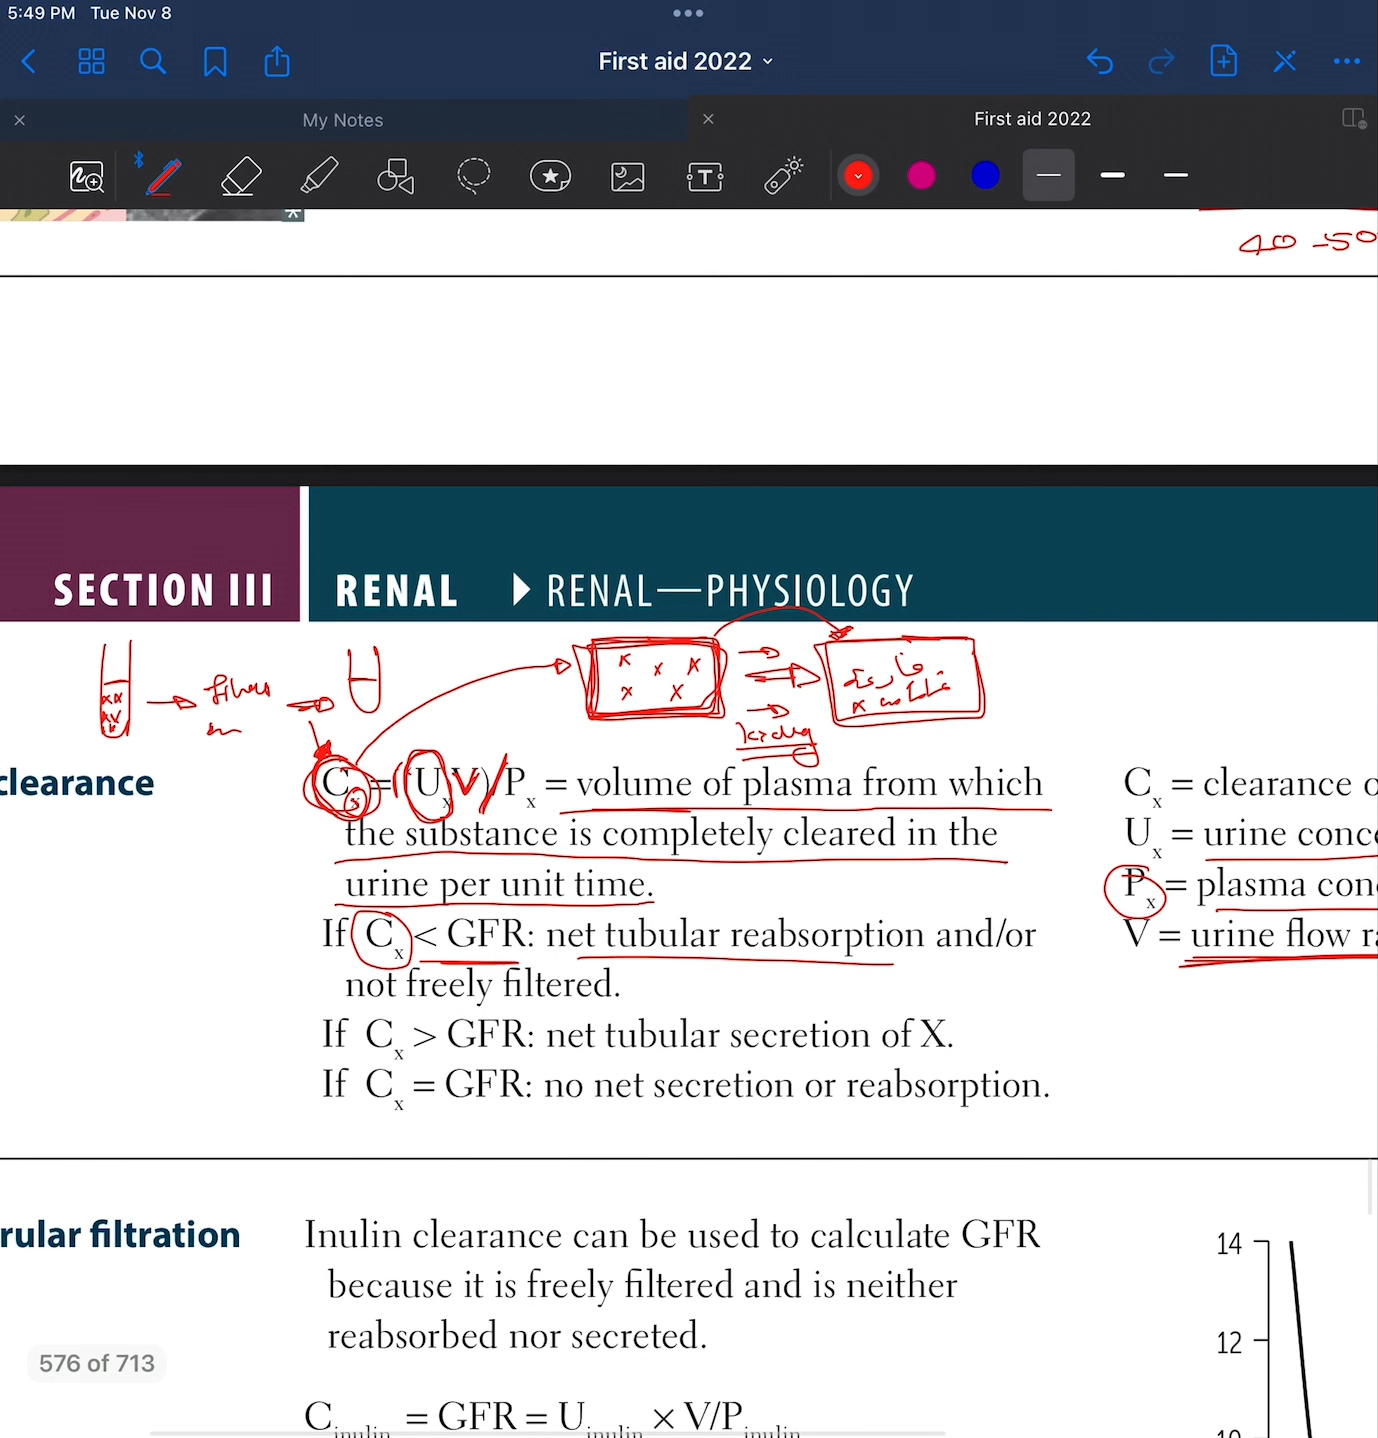 5:49 PM Tue Nov 8
First aid 2022
My Notes
First aid 2022
T
40 -50
SECTION III
RENAL RENAL—PHYSIOLOGY
x x x
x x
x
kidney
clearance
Cx = (UxV)/Px = volume of plasma from which
the substance is completely cleared in the
urine per unit time.
If Cx < GFR: net tubular reabsorption and/or
not freely filtered.
If Cx > GFR: net tubular secretion of X.
If Cx = GFR: no net secretion or reabsorption.
Cx = clearance o
Ux = urine conc
Px = plasma con
V = urine flow ra
rular filtration
Inulin clearance can be used to calculate GFR
because it is freely filtered and is neither
reabsorbed nor secreted.
Cinulin = GFR = Uinulin × V/Pinulin
14
12
10
576 of 713